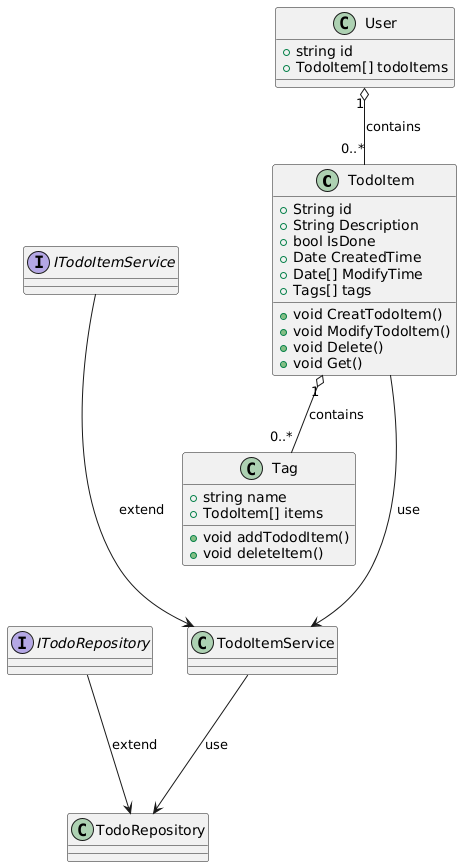 C User
string id
TodoItem[] todoItems
1
contains
0..*
C TodoItem
String id
String Description
bool IsDone
Date CreatedTime
Date[] ModifyTime
Tags[] tags
void CreatTodoItem()
void ModifyTodoItem()
void Delete()
void Get()
I ITodoItemService
1
contains
0..*
C Tag
string name
TodoItem[] items
void addTododItem()
void deleteItem()
extend
use
I ITodoRepository
C TodoItemService
extend
use
C TodoRepository